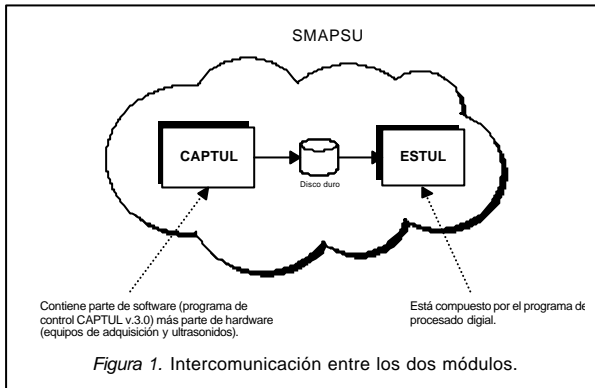 SMAPSU
CAPTUL
ESTUL
Disco duro
Contiene parte de software (programa de
control CAPTUL v.3.0) más parte de hardware
(equipos de adquisición y ultrasonidos).
Está compuesto por el programa de
procesado digial.
Figura 1. Intercomunicación entre los dos módulos.